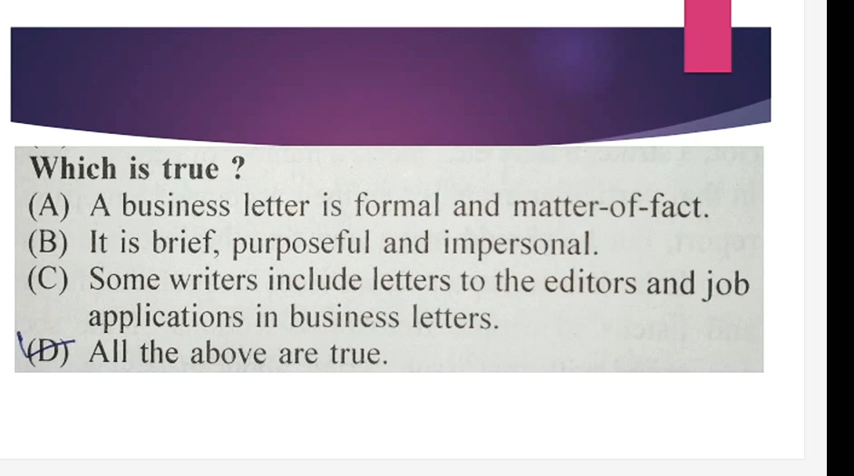 Which is true ?
(A) A business letter is formal and matter-of-fact.
(B) It is brief, purposeful and impersonal.
(C) Some writers include letters to the editors and job
applications in business letters.
(D) All the above are true.